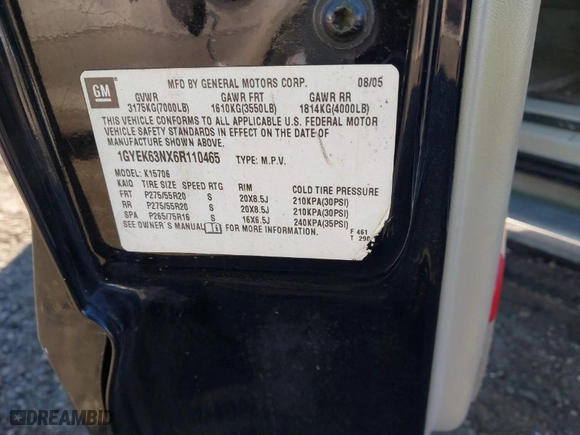 GM
MFD BY GENERAL MOTORS CORP. 08/05
GVWR GAWR FRT GAWR RR
3175KG(7000LB) 1610KG(3550LB) 1814KG(4000LB)
THIS VEHICLE CONFORMS TO ALL APPLICABLE U.S. FEDERAL MOTOR
VEHICLE SAFETY STANDARDS IN EFFECT ON THE DATE OF
MANUFACTURE SHOWN ABOVE.
1GYEK63NX6R110465 TYPE: M.P.V.
MODEL: K15706
KAIO TIRE SIZE SPEED RTG RIM COLD TIRE PRESSURE
FRT P275/55R20 S 20X8.5J 210KPA(30PSI)
RR P275/55R20 S 20X8.5J 210KPA(30PSI)
SPA P265/75R16 S 16X6.5J 240KPA(35PSI)
SEE OWNER'S MANUAL FOR MORE INFORMATION.
F 461
T 290
DREAMBID